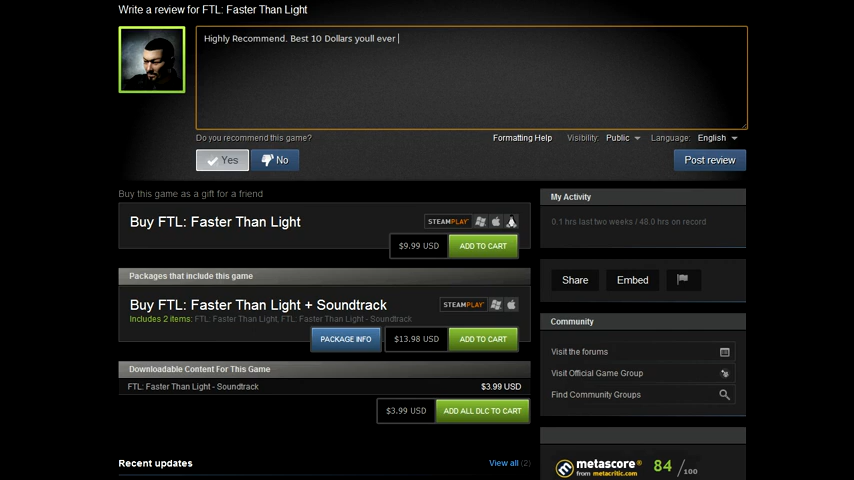 Write a review for FTL: Faster Than Light
Highly Recommend. Best 10 Dollars youll ever
Do you recommend this game?
Formatting Help Visibility: Public Language: English
Yes No Post review
Buy this game as a gift for a friend
Buy FTL: Faster Than Light
STEAMPLAY
$9.99 USD ADD TO CART
Packages that include this game
Buy FTL: Faster Than Light + Soundtrack
STEAMPLAY
Includes 2 items: FTL: Faster Than Light, FTL: Faster Than Light - Soundtrack
PACKAGE INFO $13.98 USD ADD TO CART
Downloadable Content For This Game
FTL: Faster Than Light - Soundtrack $3.99 USD
$3.99 USD ADD ALL DLC TO CART
Recent updates View all (2)
My Activity
0.1 hrs last two weeks / 48.0 hrs on record
Share Embed
Community
Visit the forums
Visit Official Game Group
Find Community Groups
metascore®
from metacritic.com
84 /100